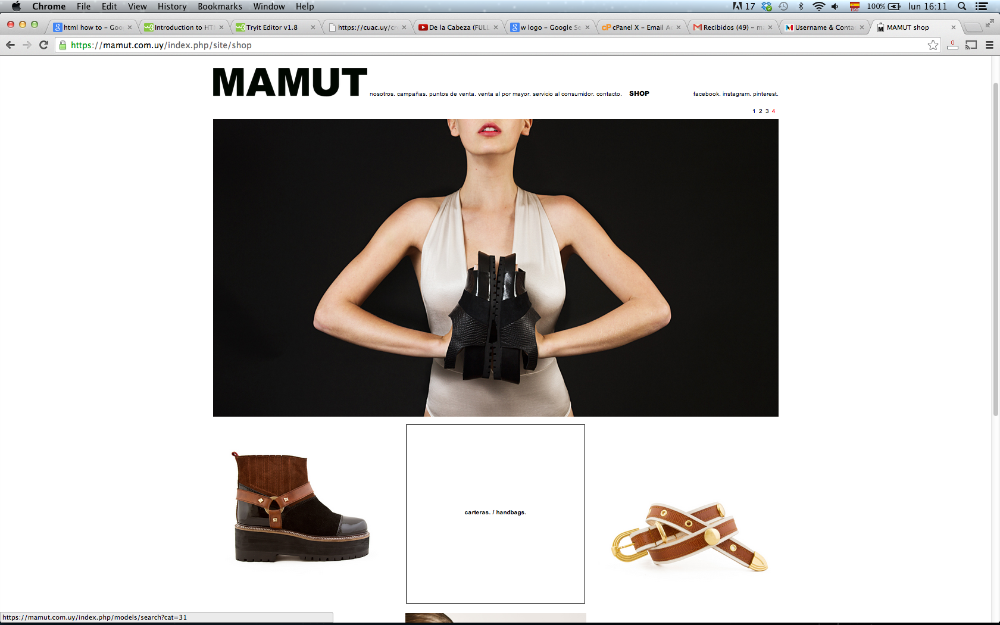 Chrome File Edit View History Bookmarks Window Help 17 ISO 100% lun 16:11
html how to – Goo
Introduction to HT
Tryit Editor v1.8
https://cuac.uy/cr
De la Cabeza (FULL
w logo – Google Se
cPanel X – Email Ac
Recibidos (49) – m
Username & Conta
MAMUT shop
https://mamut.com.uy/index.php/site/shop 0
MAMUT nosotros. campañas. puntos de venta. venta al por mayor. servicio al consumidor. contacto. SHOP facebook. instagram. pinterest.
1 2 3 4
carteras. / handbags.
https://mamut.com.uy/index.php/models/search?cat=31